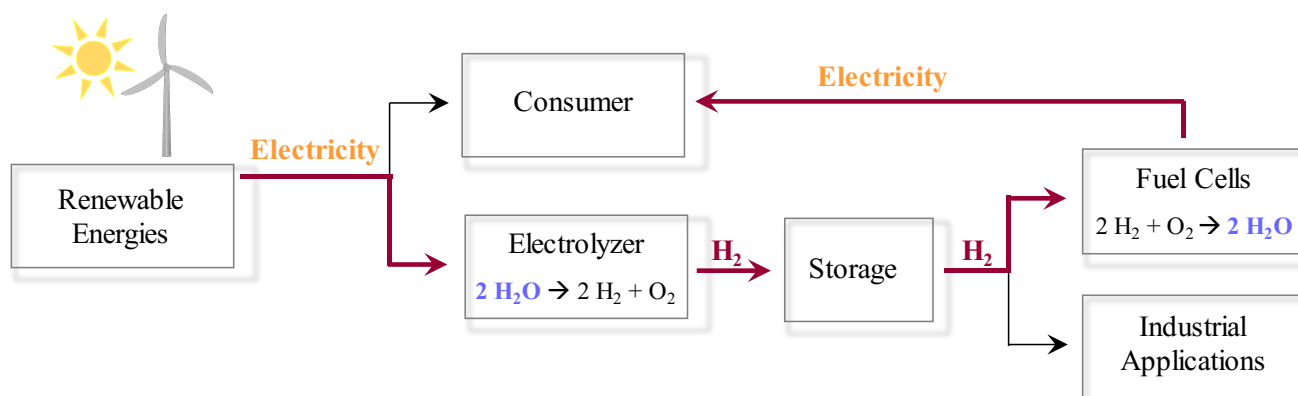 Electricity
Consumer
Electricity
Renewable
Energies
Fuel Cells
2 H₂ + O₂ → 2 H₂O
Electrolyzer
2 H₂O → 2 H₂ + O₂
H₂
Storage
H₂
Industrial
Applications